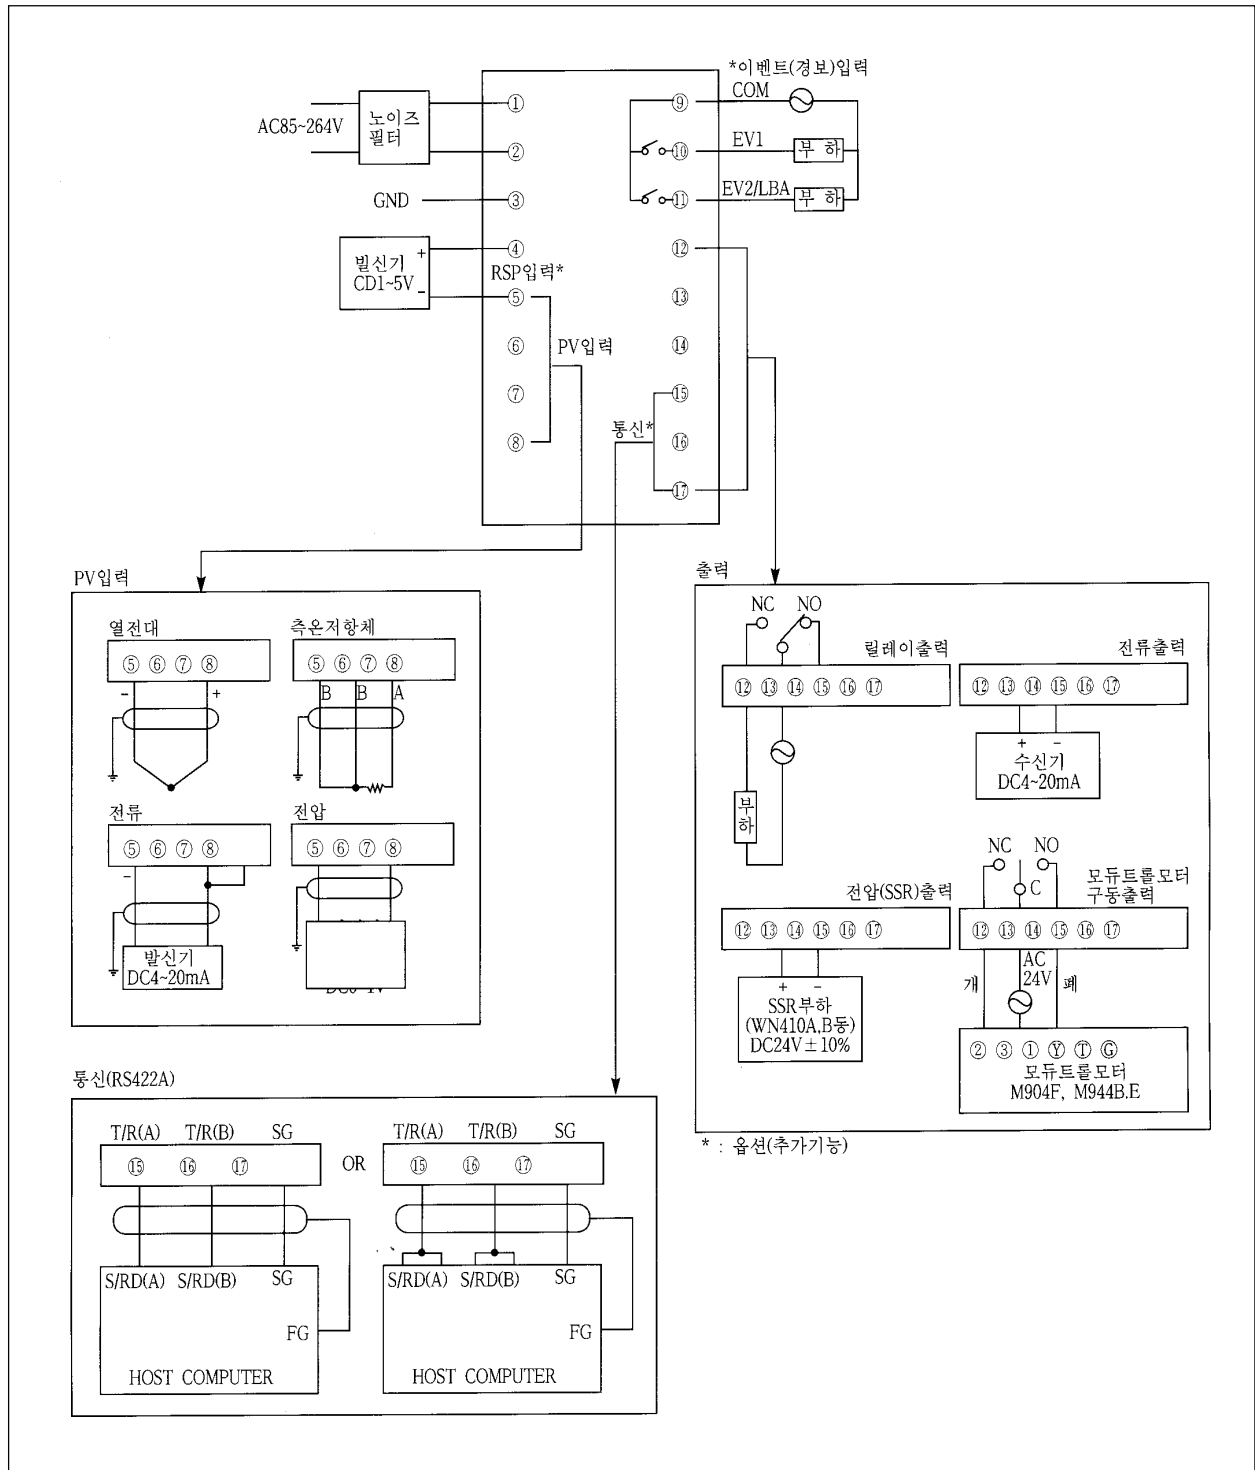 *이벤트(경보)입력
COM
AC85~264V
노이즈
필터
① ⑨
② ⑩
EV1
부 하
GND
③ ⑪
EV2/LBA
부 하
빌신기
CD1~5V
+
−
④ ⑫
RSP입력*
⑤ ⑬
⑥ ⑭
PV입력
⑦ ⑮
통신*
⑧ ⑯
⑰
PV입력
열전대
⑤ ⑥ ⑦ ⑧
− +
측온저항체
⑤ ⑥ ⑦ ⑧
B B A
전류
⑤ ⑥ ⑦ ⑧
−
발신기
DC4~20mA
전압
⑤ ⑥ ⑦ ⑧
출력
NC NO
릴레이출력
⑫ ⑬ ⑭ ⑮ ⑯ ⑰
부
하
전류출력
⑫ ⑬ ⑭ ⑮ ⑯ ⑰
+ −
수신기
DC4~20mA
전압(SSR)출력
⑫ ⑬ ⑭ ⑮ ⑯ ⑰
+ −
SSR부하
(WN410A,B동)
DC24V±10%
NC NO
C
모듀트롤모터
구동출력
⑫ ⑬ ⑭ ⑮ ⑯ ⑰
개
AC
24V
폐
② ③ ① Ⓨ Ⓣ Ⓖ
모듀트롤모터
M904F, M944B.E
* : 옵션(추가기능)
통신(RS422A)
T/R(A) T/R(B) SG
⑮ ⑯ ⑰
S/RD(A) S/RD(B) SG
FG
HOST COMPUTER
OR
T/R(A) T/R(B) SG
⑮ ⑯ ⑰
S/RD(A) S/RD(B) SG
FG
HOST COMPUTER